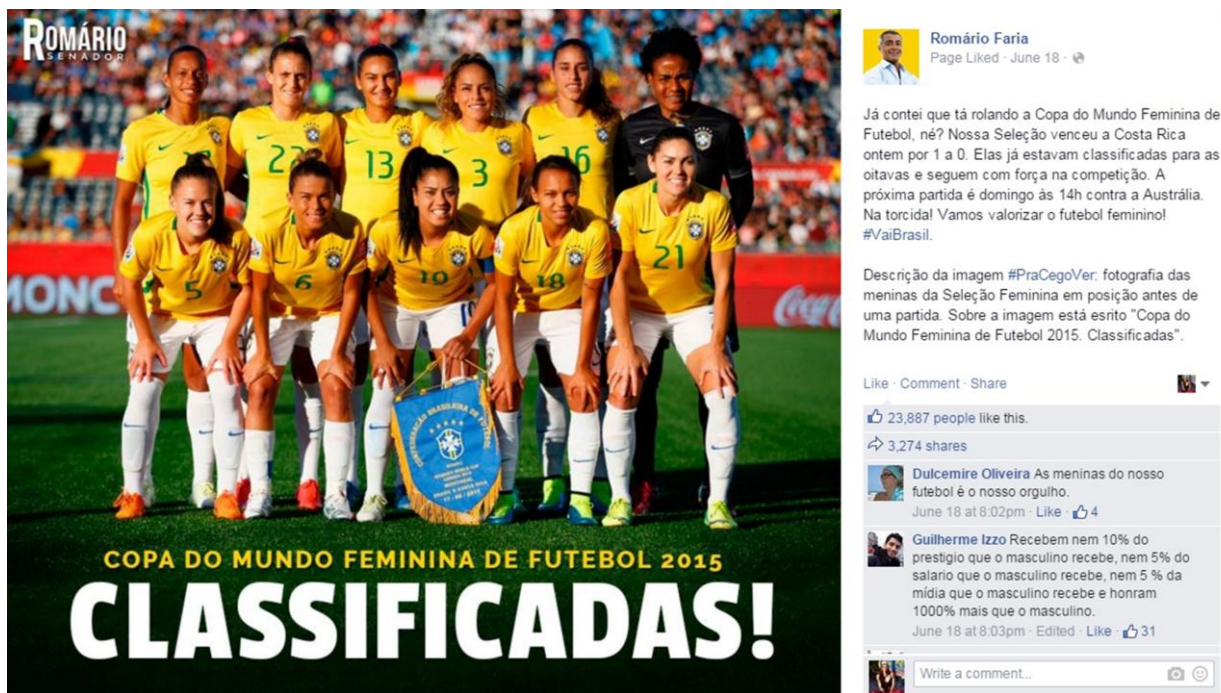 ROMÁRIO
SENADOR
22
13
3
16
5
6
10
18
21
MONC
Coca-Cola
CONFEDERAÇÃO BRASILEIRA DE FUTEBOL
COPA DO MUNDO FEMININA DE FUTEBOL 2015
CLASSIFICADAS!
Romário Faria
Page Liked · June 18 ·
Já contei que tá rolando a Copa do Mundo Feminina de
Futebol, né? Nossa Seleção venceu a Costa Rica
ontem por 1 a 0. Elas já estavam classificadas para as
oitavas e seguem com força na competição. A
próxima partida é domingo às 14h contra a Austrália.
Na torcida! Vamos valorizar o futebol feminino!
#VaiBrasil.
Descrição da imagem #PraCegoVer: fotografia das
meninas da Seleção Feminina em posição antes de
uma partida. Sobre a imagem está esrito "Copa do
Mundo Feminina de Futebol 2015. Classificadas".
Like · Comment · Share
23,887 people like this.
3,274 shares
Dulcemire Oliveira As meninas do nosso
futebol é o nosso orgulho.
June 18 at 8:02pm · Like · 4
Guilherme Izzo Recebem nem 10% do
prestigio que o masculino recebe, nem 5% do
salario que o masculino recebe, nem 5 % da
mídia que o masculino recebe e honram
1000% mais que o masculino.
June 18 at 8:03pm · Edited · Like · 31
Write a comment...